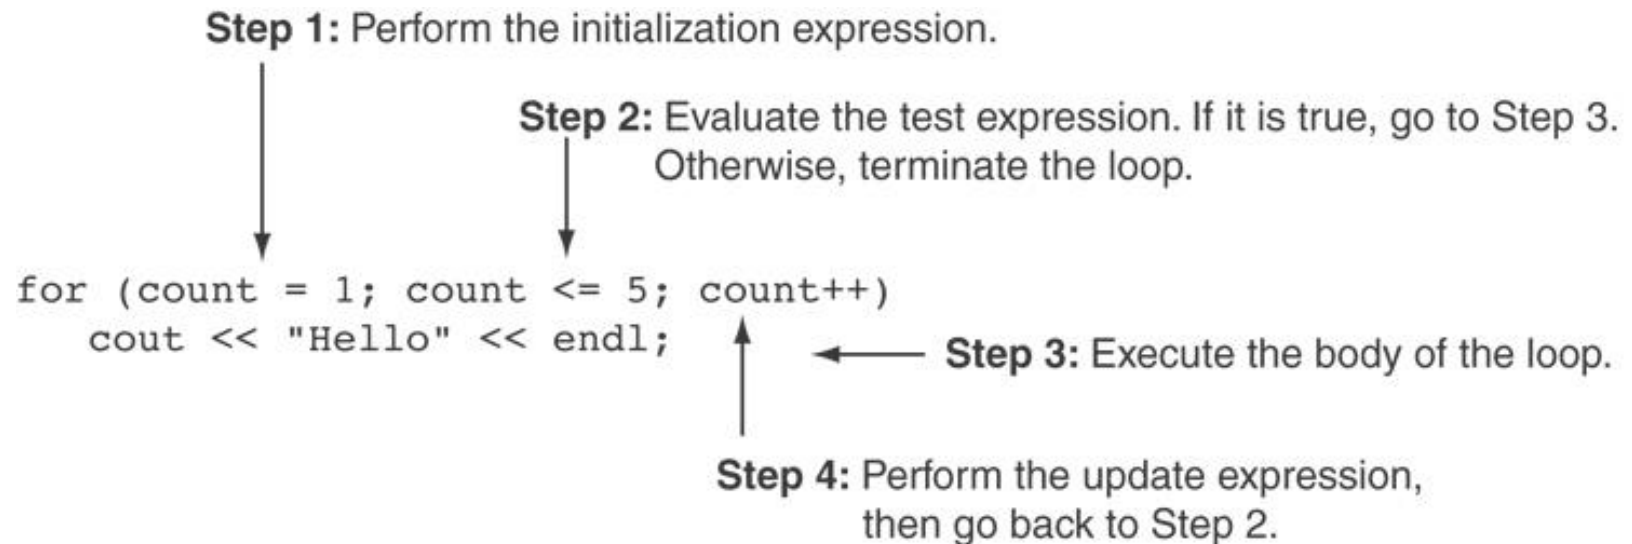 Step 1: Perform the initialization expression.
Step 2: Evaluate the test expression. If it is true, go to Step 3.
Otherwise, terminate the loop.
for (count = 1; count <= 5; count++)
cout << "Hello" << endl;
Step 3: Execute the body of the loop.
Step 4: Perform the update expression,
then go back to Step 2.